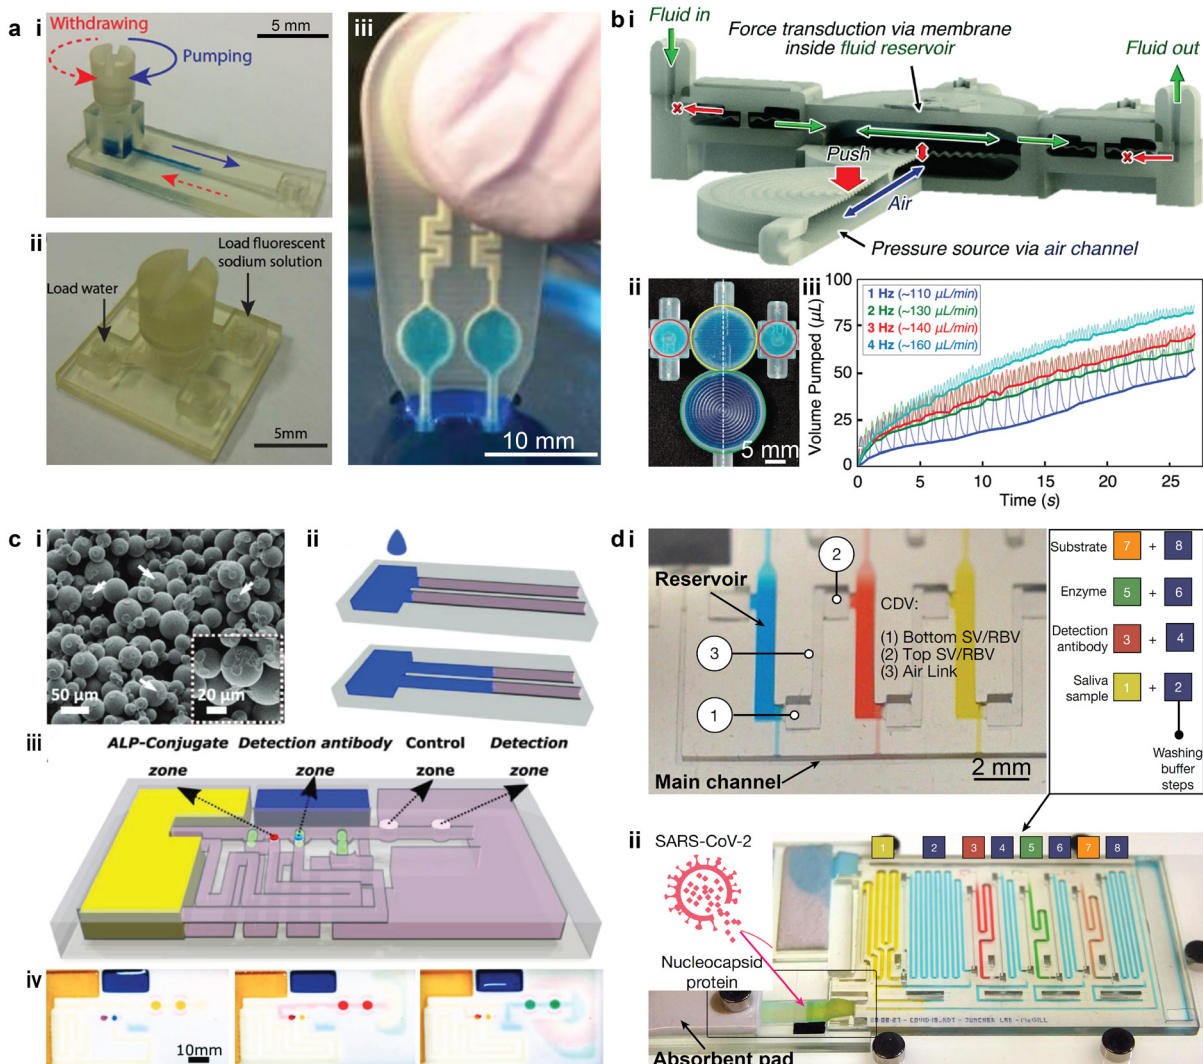 a
i
Withdrawing
5 mm
Pumping
ii
Load fluorescent
sodium solution
Load water
5mm
iii
10 mm
b
i
Fluid in
Force transduction via membrane
inside fluid reservoir
Fluid out
Push
Air
Pressure source via air channel
ii
5 mm
iii
Volume Pumped (μL)
100
75
50
25
0
1 Hz (~110 μL/min)
2 Hz (~130 μL/min)
3 Hz (~140 μL/min)
4 Hz (~160 μL/min)
0
5
10
15
20
25
Time (s)
c
i
50 μm
20 μm
ii
iii
ALP-Conjugate
zone
Detection antibody
zone
Control
zone
Detection
zone
iv
10mm
d
i
Reservoir
2
CDV:
(1) Bottom SV/RBV
(2) Top SV/RBV
(3) Air Link
3
1
Main channel
2 mm
Substrate
7 + 8
Enzyme
5 + 6
Detection
antibody
3 + 4
Saliva
sample
1 + 2
Washing
buffer
steps
ii
SARS-CoV-2
1
2
3
4
5
6
7
8
Nucleocapsid
protein
Absorbent pad